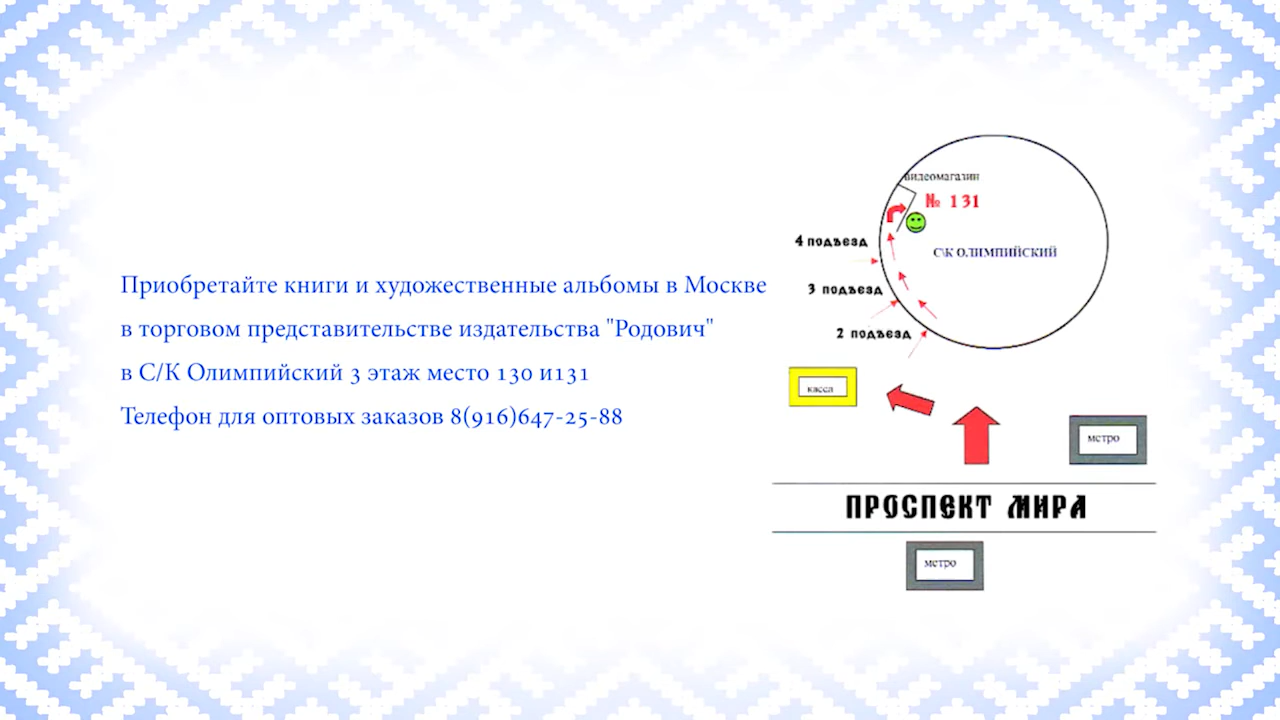 Приобретайте книги и художественные альбомы в Москве
в торговом представительстве издательства "Родович"
в С/К Олимпийский 3 этаж место 130 и131
Телефон для оптовых заказов 8(916)647-25-88
видеомагазин
№ 131
4 подъезд
С\К ОЛИМПИЙСКИЙ
3 подъезд
2 подъезд
касса
метро
ПРОСПЕКТ МИРА
метро